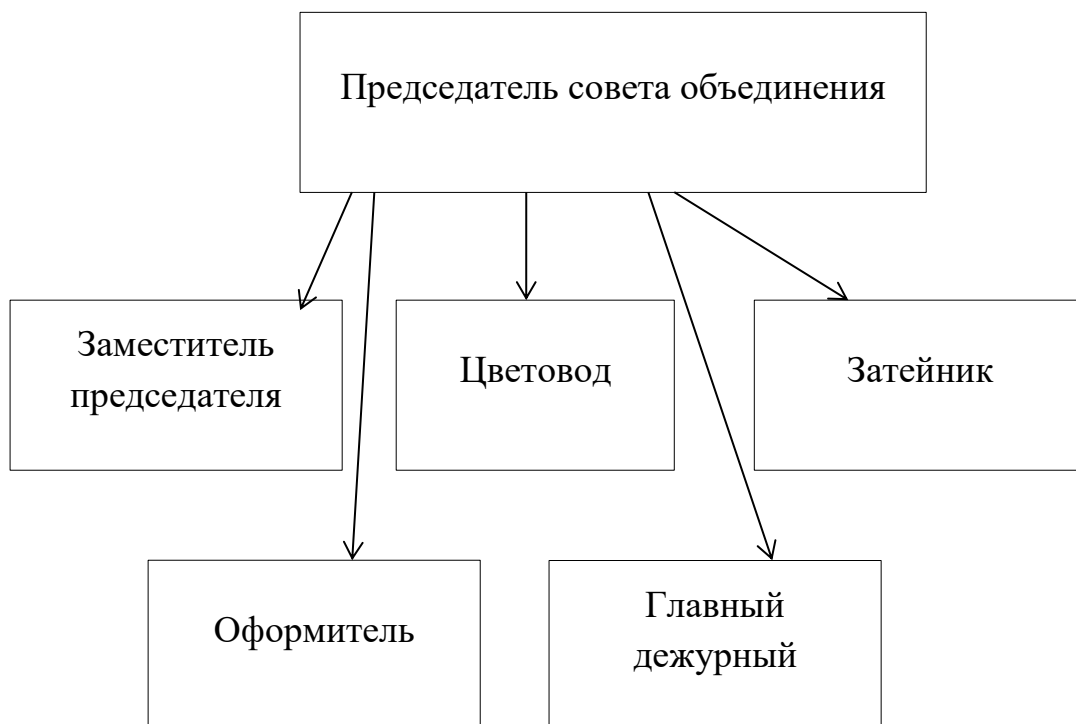 Председатель совета объединения
Заместитель
председателя
Цветовод
Затейник
Оформитель
Главный
дежурный